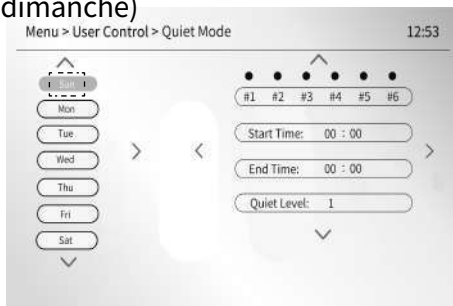 dimanche)
Menu > User Control > Quiet Mode 12:53
Sun
Mon
Tue
Wed
Thu
Fri
Sat
#1 #2 #3 #4 #5 #6
Start Time: 00 : 00
End Time: 00 : 00
Quiet Level: 1